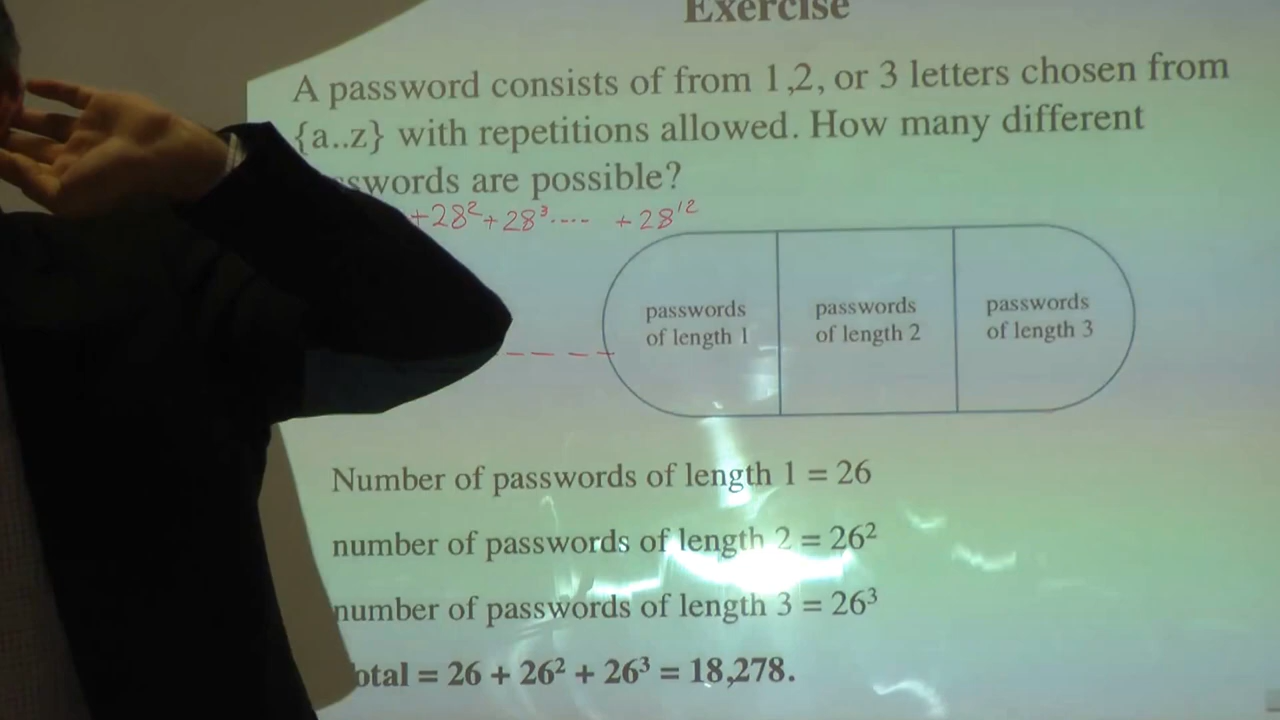 Exercise
A password consists of from 1,2, or 3 letters chosen from
{a..z} with repetitions allowed. How many different
swords are possible?
+28²+28³---- +28¹²
passwords
of length 1
passwords
of length 2
passwords
of length 3
Number of passwords of length 1 = 26
number of passwords of length 2 = 26²
number of passwords of length 3 = 26³
otal = 26 + 26² + 26³ = 18,278.